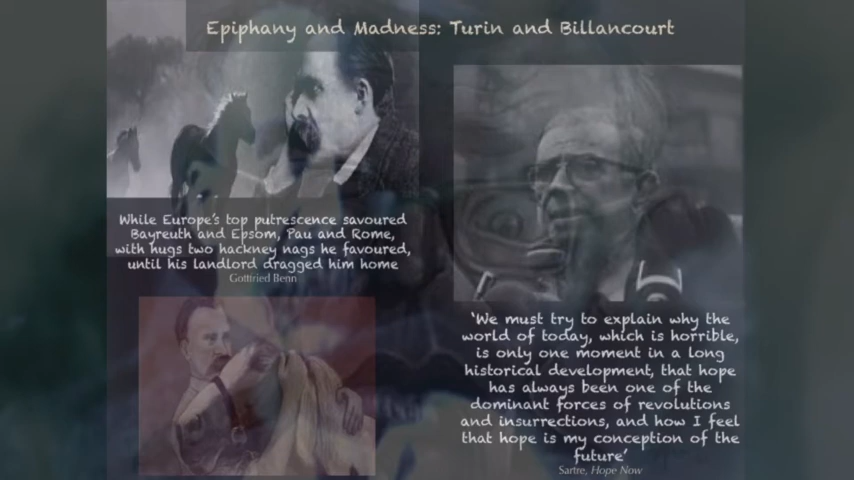 Epiphany and Madness: Turin and Billancourt
While Europe's top putrescence savoured
Bayreuth and Epsom, Pau and Rome,
with hugs two hackney nags he favoured,
until his landlord dragged him home
Gottfried Benn
'We must try to explain why the
world of today, which is horrible,
is only one moment in a long
historical development, that hope
has always been one of the
dominant forces of revolutions
and insurrections, and how I feel
that hope is my conception of the
future'
Sartre, Hope Now